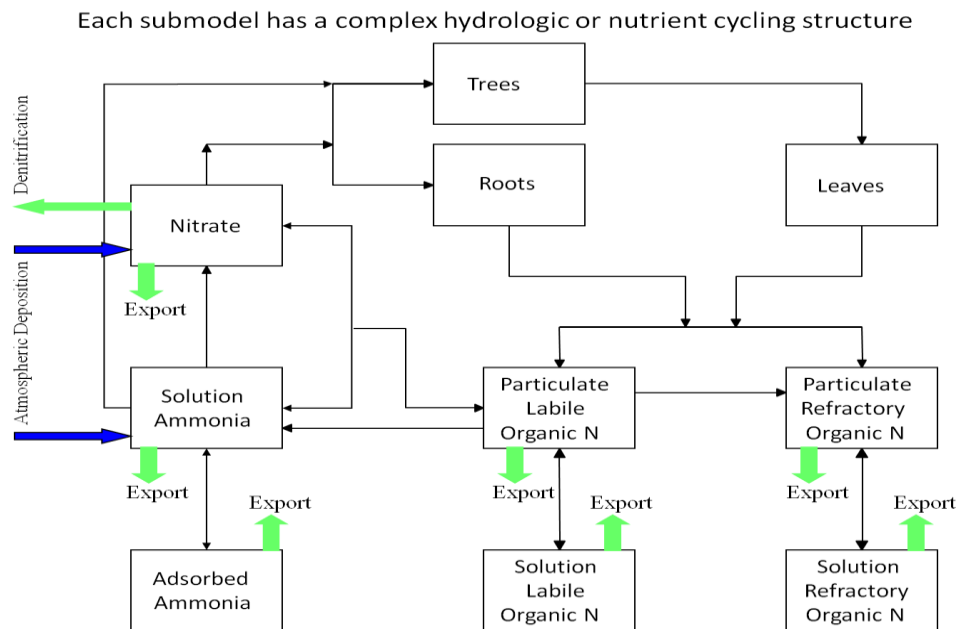 Each submodel has a complex hydrologic or nutrient cycling structure
Trees
Denitrification
Roots
Leaves
Nitrate
Atmospheric Deposition
Export
Solution
Ammonia
Particulate
Labile
Organic N
Particulate
Refractory
Organic N
Export
Export
Export
Export
Export
Export
Adsorbed
Ammonia
Solution
Labile
Organic N
Solution
Refractory
Organic N